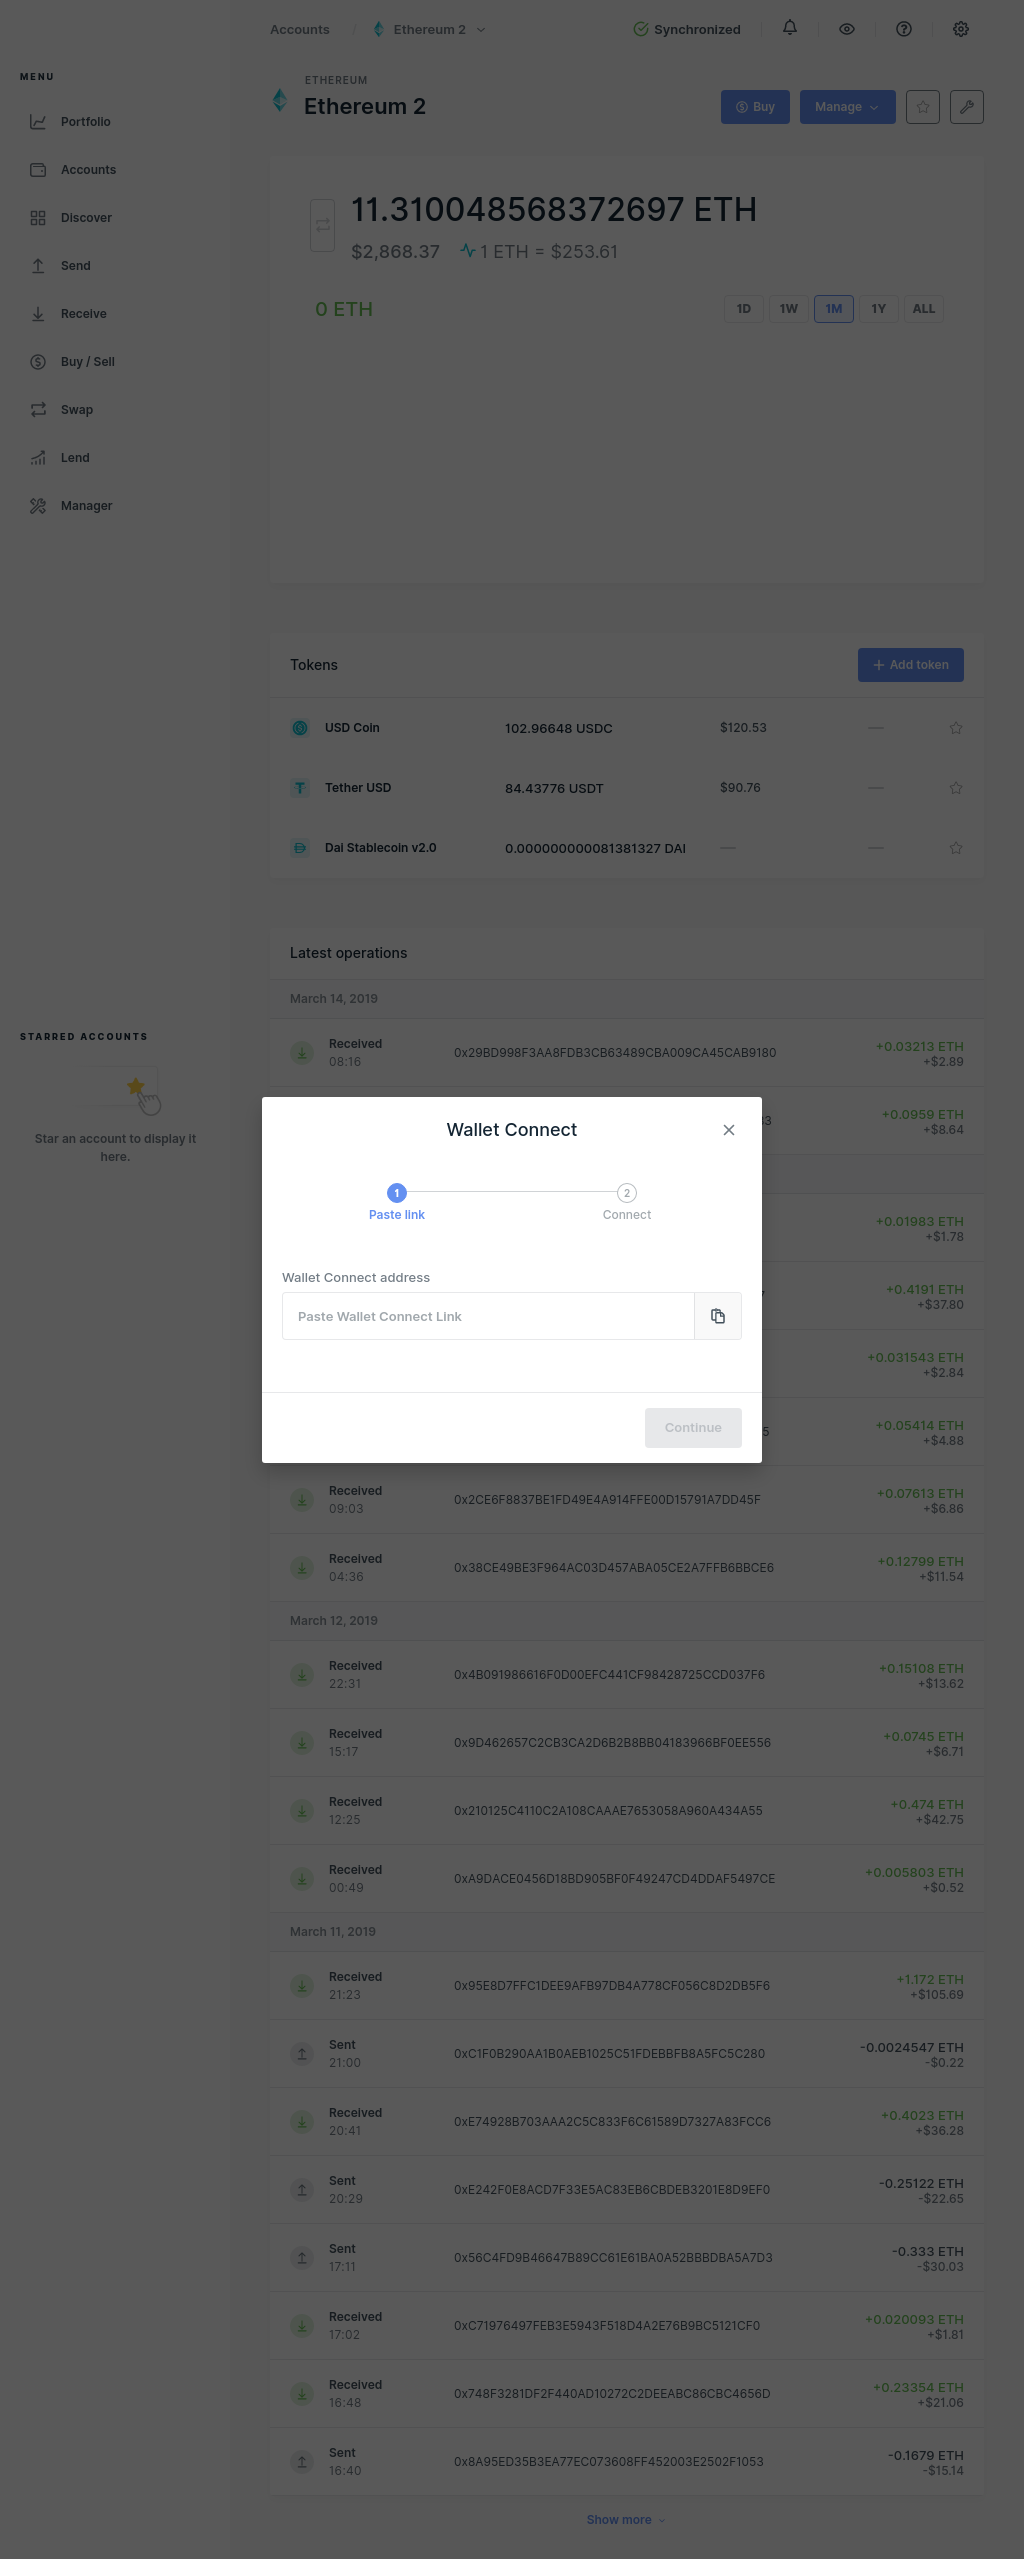 Accounts / Ethereum 2
Synchronized
MENU
Portfolio
Accounts
Discover
Send
Receive
Buy / Sell
Swap
Lend
Manager
STARRED ACCOUNTS
Star an account to display it
here.
ETHEREUM
Ethereum 2
Buy
Manage
11.310048568372697 ETH
$2,868.37 1 ETH = $253.61
0 ETH
1D 1W 1M 1Y ALL
Tokens
Add token
USD Coin 102.96648 USDC $120.53 —
Tether USD 84.43776 USDT $90.76 —
Dai Stablecoin v2.0 0.000000000081381327 DAI — —
Latest operations
March 14, 2019
Received 0x29BD998F3AA8FDB3CB63489CBA009CA45CAB9180 +0.03213 ETH
08:16 +$2.89
+0.0959 ETH
+$8.64
Wallet Connect
1 2
Paste link Connect
Wallet Connect address
Paste Wallet Connect Link
Continue
+0.01983 ETH
+$1.78
+0.4191 ETH
+$37.80
+0.031543 ETH
+$2.84
+0.05414 ETH
+$4.88
Received 0x2CE6F8837BE1FD49E4A914FFE00D15791A7DD45F +0.07613 ETH
09:03 +$6.86
Received 0x38CE49BE3F964AC03D457ABA05CE2A7FFB6BBCE6 +0.12799 ETH
04:36 +$11.54
March 12, 2019
Received 0x4B091986616F0D00EFC441CF98428725CCD037F6 +0.15108 ETH
22:31 +$13.62
Received 0x9D462657C2CB3CA2D6B2B8BB04183966BF0EE556 +0.0745 ETH
15:17 +$6.71
Received 0x210125C4110C2A108CAAAE7653058A960A434A55 +0.474 ETH
12:25 +$42.75
Received 0xA9DACE0456D18BD905BF0F49247CD4DDAF5497CE +0.005803 ETH
00:49 +$0.52
March 11, 2019
Received 0x95E8D7FFC1DEE9AFB97DB4A778CF056C8D2DB5F6 +1.172 ETH
21:23 +$105.69
Sent 0xC1F0B290AA1B0AEB1025C51FDEBBFB8A5FC5C280 -0.0024547 ETH
21:00 -$0.22
Received 0xE74928B703AAA2C5C833F6C61589D7327A83FCC6 +0.4023 ETH
20:41 +$36.28
Sent 0xE242F0E8ACD7F33E5AC83EB6CBDEB3201E8D9EF0 -0.25122 ETH
20:29 -$22.65
Sent 0x56C4FD9B46647B89CC61E61BA0A52BBBDBA5A7D3 -0.333 ETH
17:11 -$30.03
Received 0xC71976497FEB3E5943F518D4A2E76B9BC5121CF0 +0.020093 ETH
17:02 +$1.81
Received 0x748F3281DF2F440AD10272C2DEEABC86CBC4656D +0.23354 ETH
16:48 +$21.06
Sent 0x8A95ED35B3EA77EC073608FF452003E2502F1053 -0.1679 ETH
16:40 -$15.14
Show more